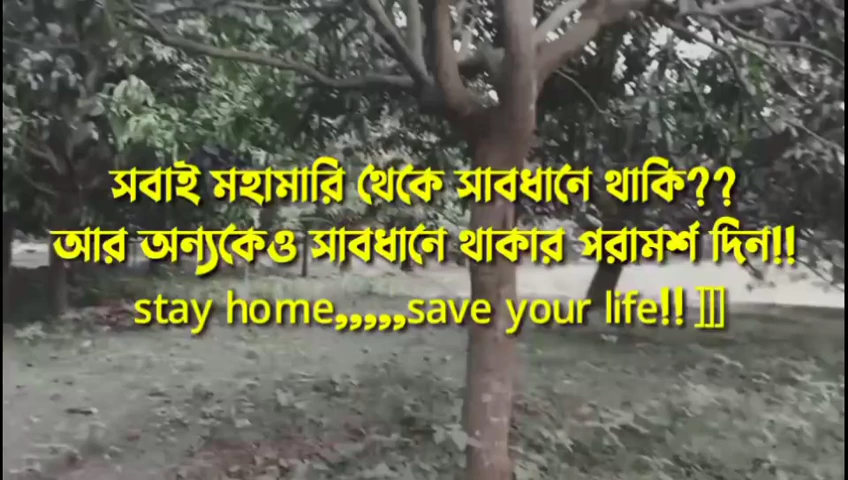 সবাই মহামারি থেকে সাবধানে থাকি??
আর অন্যকেও সাবধানে থাকার পরামর্শ দিন!!
stay home,,,,,save your life!! ]]]